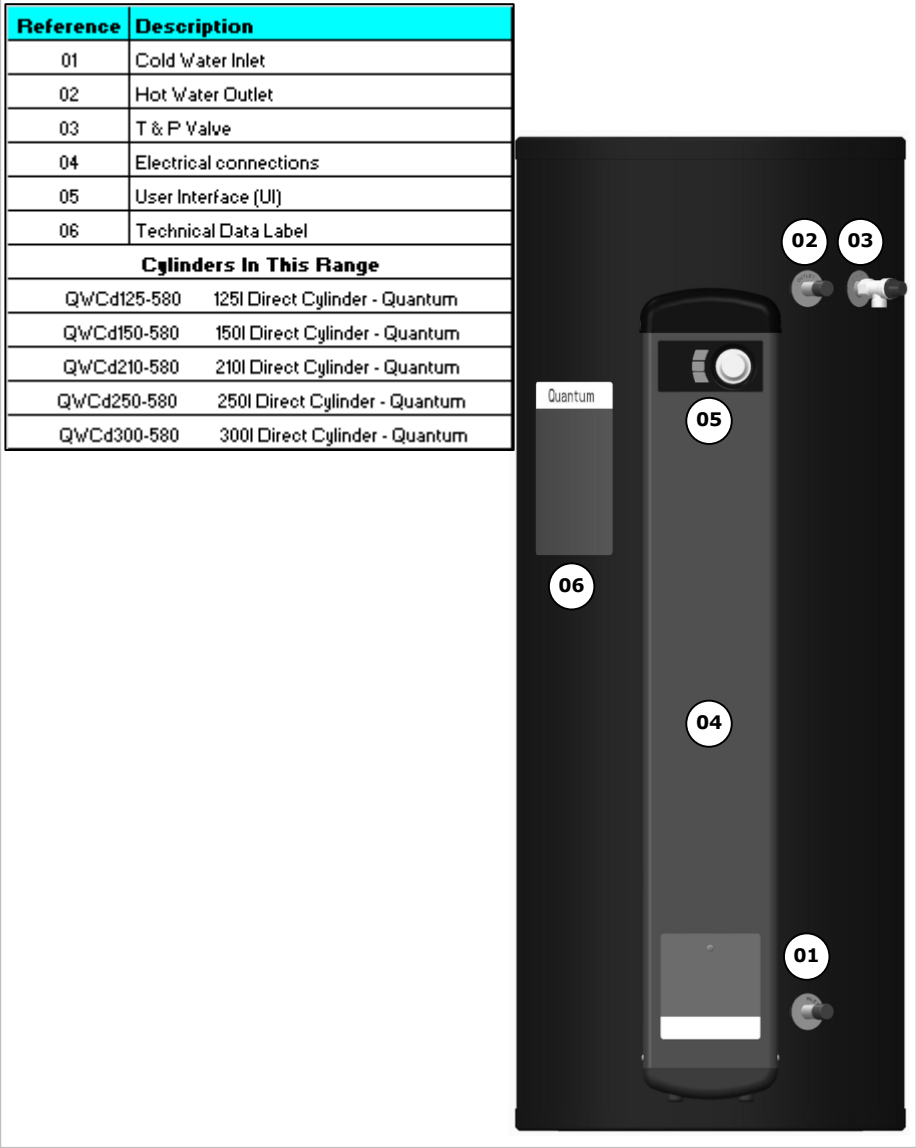 Reference Description
01 Cold Water Inlet
02 Hot Water Outlet
03 T & P Valve
04 Electrical connections
05 User Interface (UI)
06 Technical Data Label
Cylinders In This Range
QWCd125-580 125l Direct Cylinder - Quantum
QWCd150-580 150l Direct Cylinder - Quantum
QWCd210-580 210l Direct Cylinder - Quantum
QWCd250-580 250l Direct Cylinder - Quantum
QWCd300-580 300l Direct Cylinder - Quantum
02 03
Quantum
05
06
04
01